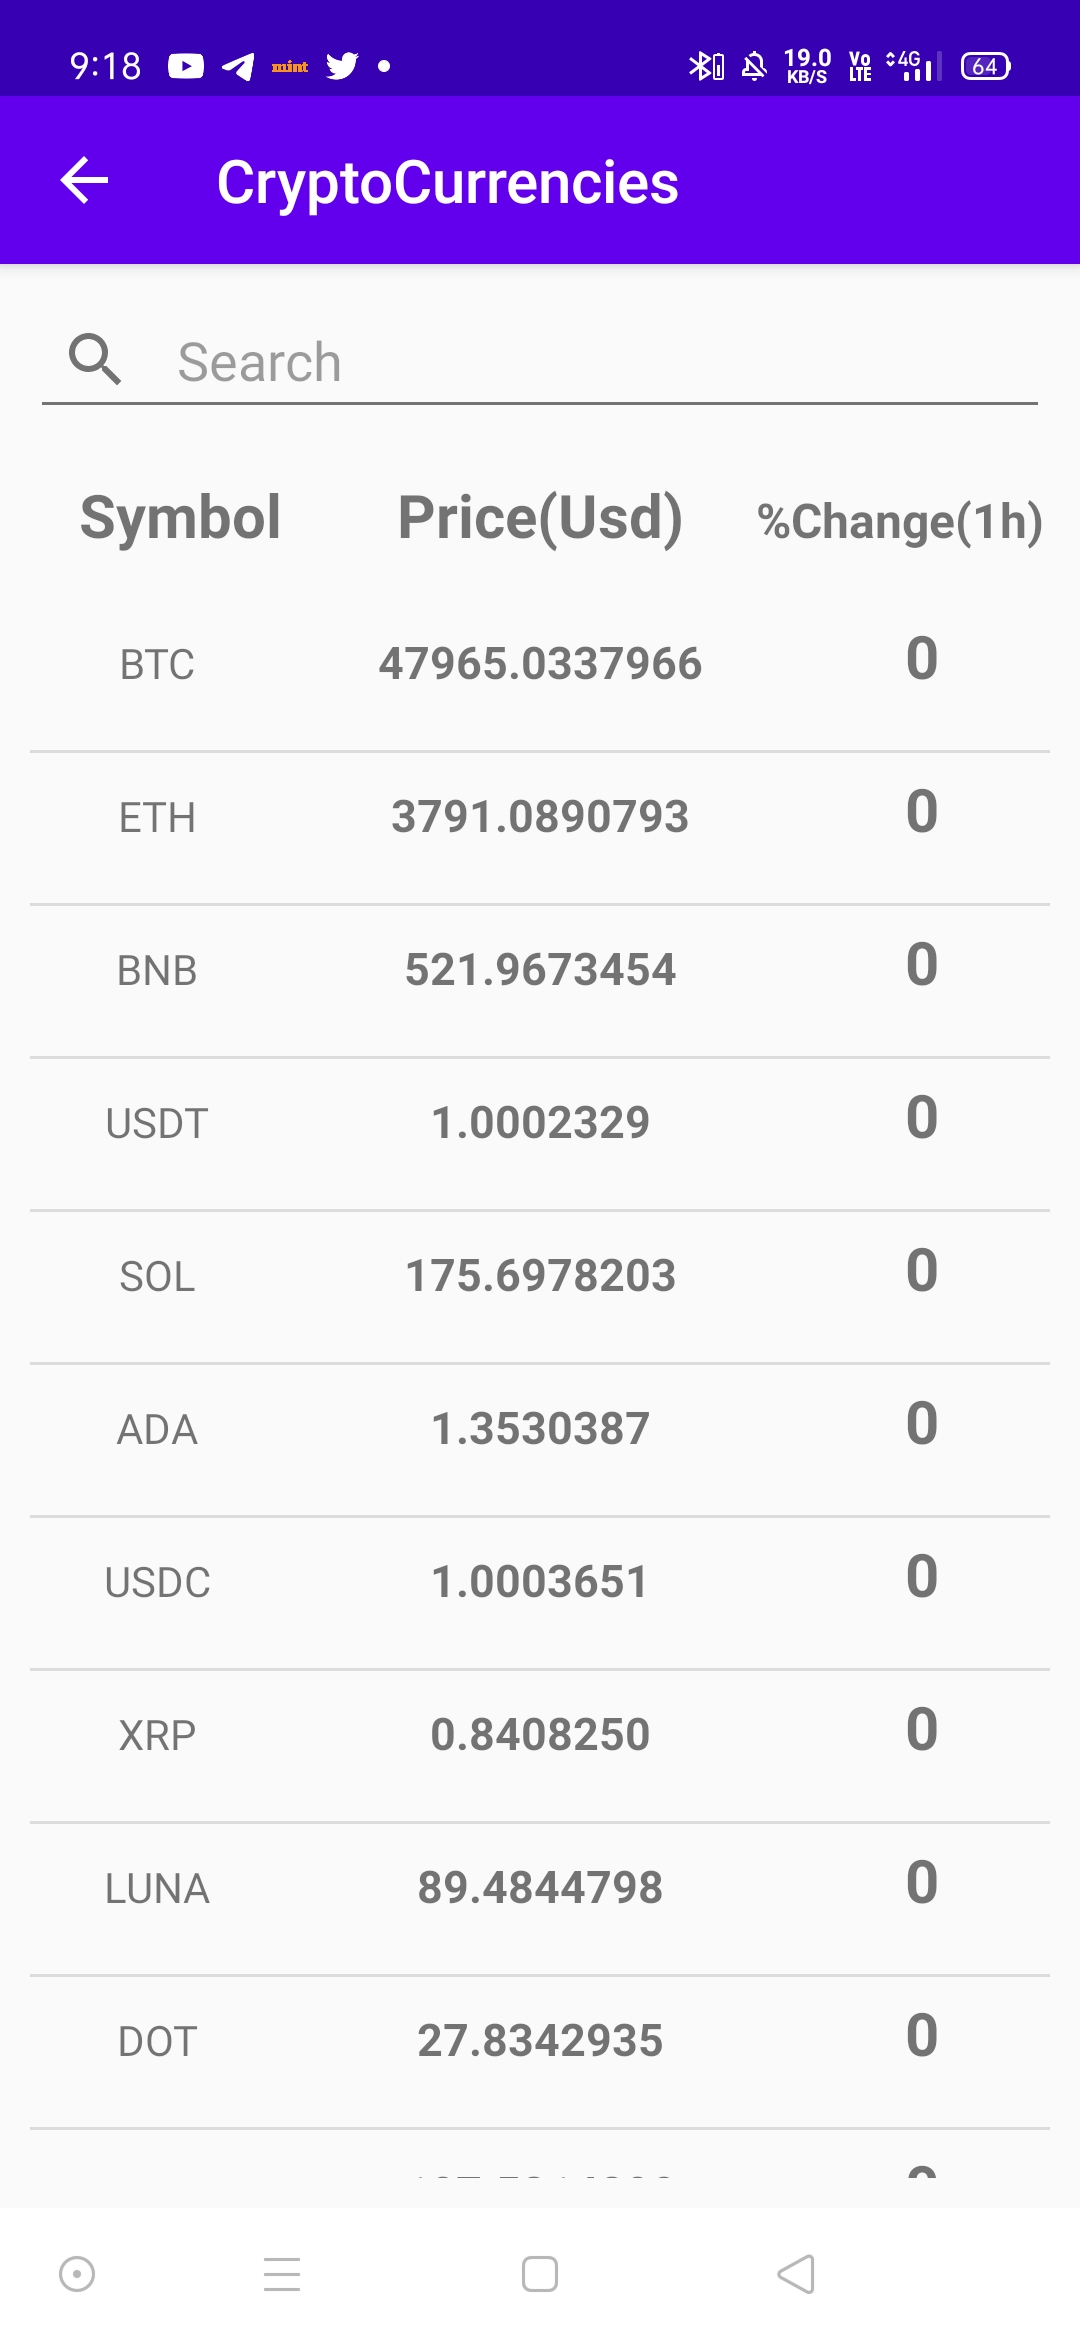 9:18 mint 19.0 KB/S Vo LTE 4G 64
CryptoCurrencies
Search
Symbol Price(Usd) %Change(1h)
BTC 47965.0337966 0
ETH 3791.0890793 0
BNB 521.9673454 0
USDT 1.0002329 0
SOL 175.6978203 0
ADA 1.3530387 0
USDC 1.0003651 0
XRP 0.8408250 0
LUNA 89.4844798 0
DOT 27.8342935 0